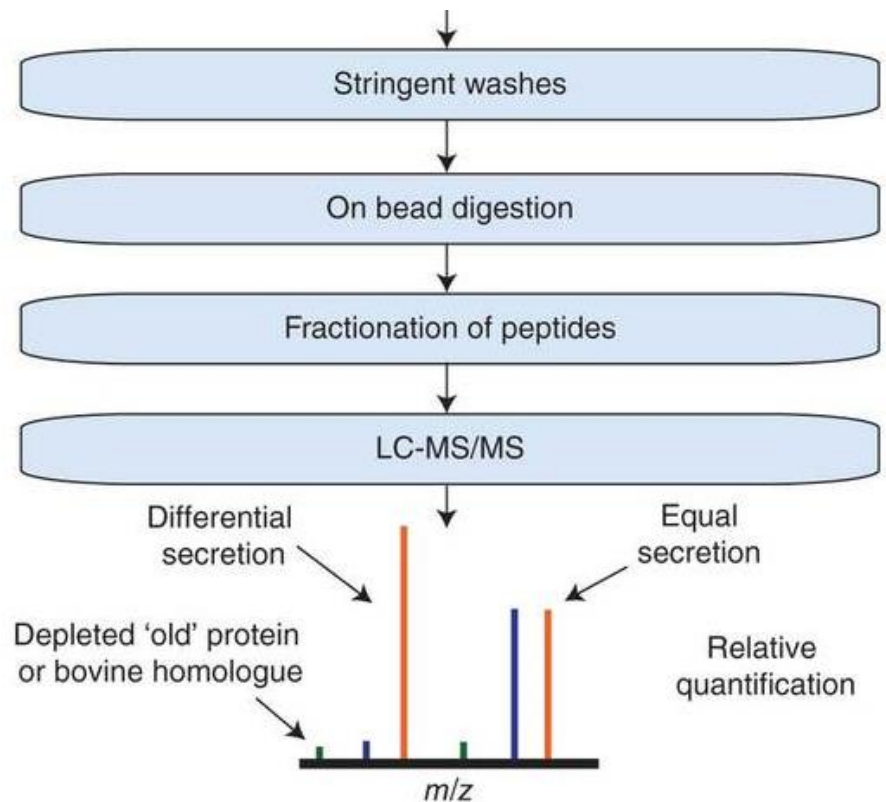 Stringent washes
On bead digestion
Fractionation of peptides
LC-MS/MS
Differential
secretion
Equal
secretion
Depleted ‘old’ protein
or bovine homologue
Relative
quantification
m/z